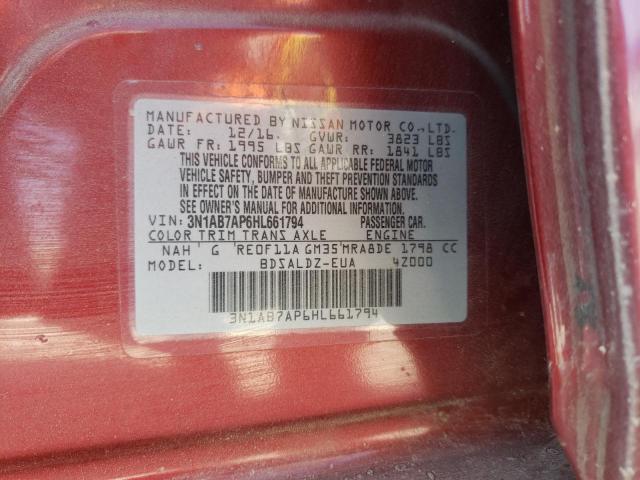 MANUFACTURED BY NISSAN MOTOR CO.,LTD.
DATE: 12/16 GVWR: 3823 LBS
GAWR FR: 1995 LBS GAWR RR: 1841 LBS
THIS VEHICLE CONFORMS TO ALL APPLICABLE FEDERAL MOTOR
VEHICLE SAFETY, BUMPER AND THEFT PREVENTION STANDARDS
IN EFFECT ON THE DATE OF MANUFACTURE SHOWN ABOVE.
SEE OWNER'S MANUAL FOR ADDITIONAL INFORMATION.
VIN: 3N1AB7AP6HL661794 PASSENGER CAR.
COLOR TRIM TRANS AXLE ENGINE
NAH ' G 'RE0F11A GM35'MRA8DE 1798 CC
MODEL: BDSALDZ-EUA 4Z000
3N1AB7AP6HL661794